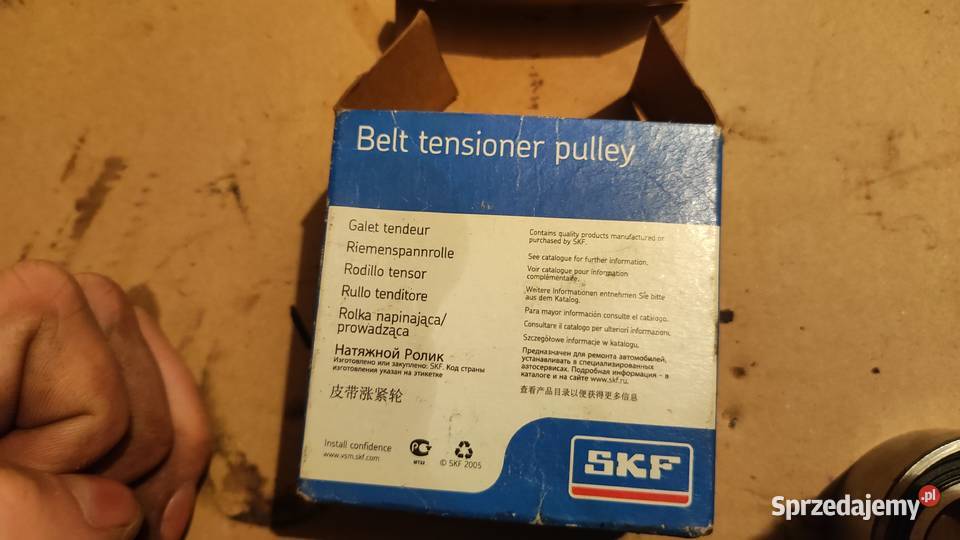 Belt tensioner pulley
Galet tendeur
Riemenspannrolle
Rodillo tensor
Rullo tenditore
Rolka napinająca/
prowadząca
Натяжной Ролик
Изготовлено или закуплено: SKF. Код страны
изготовления указан на этикетке
皮带涨紧轮
Contains quality products manufactured or
purchased by SKF.
See catalogue for further information.
Voir catalogue pour information
complémentaire.
Weitere Informationen entnehmen Sie bitte
aus dem Katalog.
Para mayor información consulte el catálogo.
Consultare il catalogo per ulteriori informazioni.
Szczegółowe informacje w katalogu.
Предназначен для ремонта автомобилей,
устанавливать в специализированных
автосервисах. Подробная информация - в
каталоге и на сайте www.skf.ru.
查看产品目录以便获得更多信息
Install confidence
www.vsm.skf.com
© SKF 2005
SKF
Sprzedajemy.pl